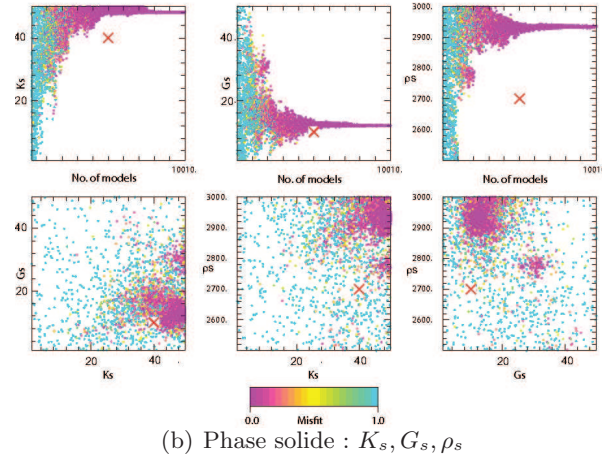 40
20
Ks
No. of models
10010.
40
20
Gs
No. of models
10010.
3000.
2900.
2800.
2700.
2600.
ρs
No. of models
10010.
40
20
Gs
20
40
Ks
3000.
2900.
2800.
2700.
2600.
ρs
20
40
Ks
3000.
2900.
2800.
2700.
2600.
ρs
20
40
Gs
0.0
Misfit
1.0
(b) Phase solide : Ks, Gs, ρs